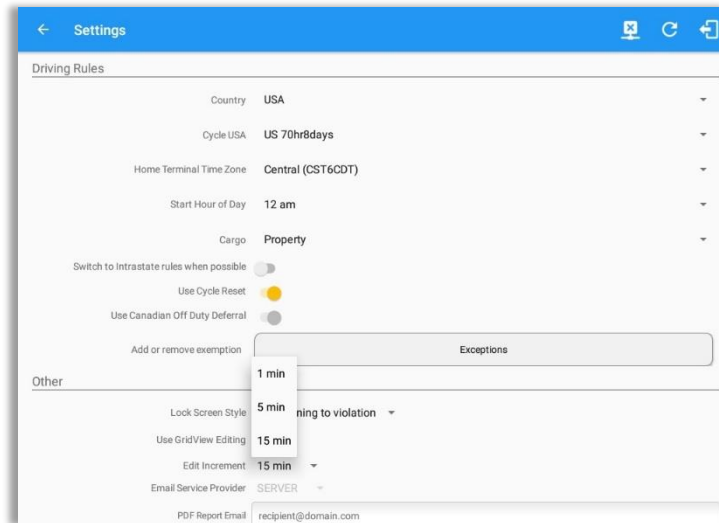 Settings
Driving Rules
Country USA
Cycle USA US 70hr8days
Home Terminal Time Zone Central (CST6CDT)
Start Hour of Day 12 am
Cargo Property
Switch to Intrastate rules when possible
Use Cycle Reset
Use Canadian Off Duty Deferral
Add or remove exemption Exceptions
1 min
Other
Lock Screen Style 5 min ning to violation
Use GridView Editing 15 min
Edit Increment 15 min
Email Service Provider SERVER
PDF Report Email recipient@domain.com